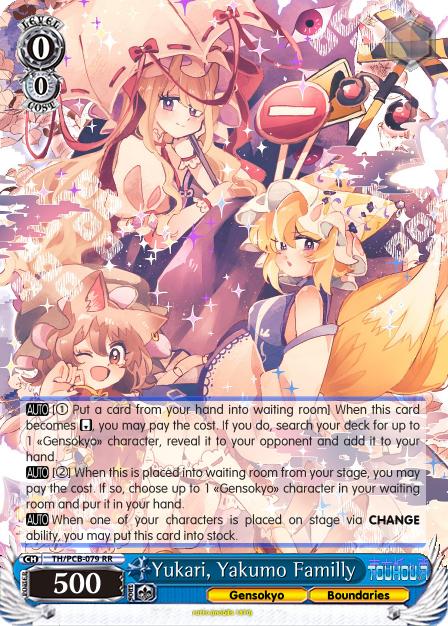 LEVEL
0
0
COST
AUTO [① Put a card from your hand into waiting room] When this card
becomes , you may pay the cost. If you do, search your deck for up to
1 «Gensokyo» character, reveal it to your opponent and add it to your
hand.
AUTO [②] When this is placed into waiting room from your stage, you may
pay the cost. If so, choose up to 1 «Gensokyo» character in your waiting
room and put it in your hand.
AUTO When one of your characters is placed on stage via CHANGE
ability, you may put this card into stock.
CH TH/PCB-079 RR
POWER 500 SOUL Yukari, Yakumo Familly TOUHOU
Gensokyo Boundaries